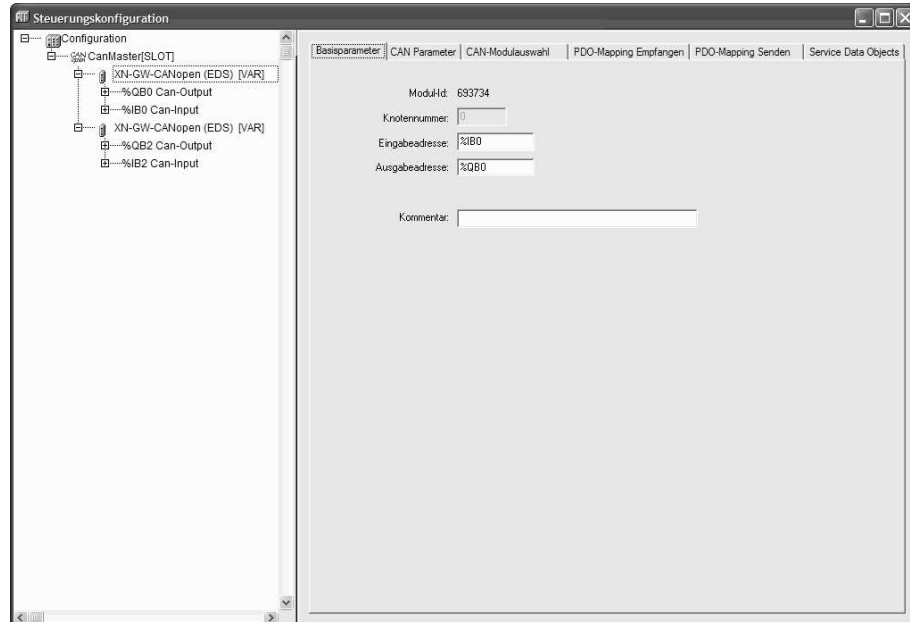 Steuerungskonfiguration
Configuration
CanMaster[SLOT]
XN-GW-CANopen (EDS) [VAR]
%QB0 Can-Output
%IB0 Can-Input
XN-GW-CANopen (EDS) [VAR]
%QB2 Can-Output
%IB2 Can-Input
Basisparameter CAN Parameter CAN-Modulauswahl PDO-Mapping Empfangen PDO-Mapping Senden Service Data Objects
Modul-Id: 693734
Knotennummer: 0
Eingabeadresse: %IB0
Ausgabeadresse: %QB0
Kommentar: